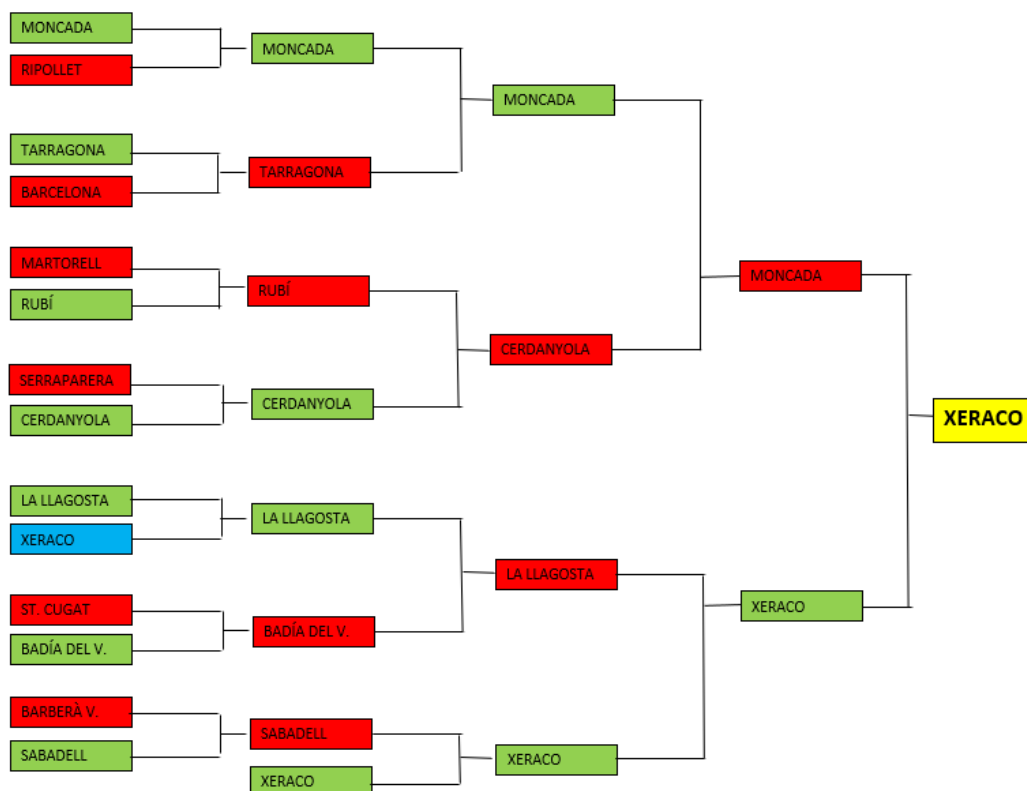 MONCADA
RIPOLLET
TARRAGONA
BARCELONA
MARTORELL
RUBÍ
SERRAPARERA
CERDANYOLA
LA LLAGOSTA
XERACO
ST. CUGAT
BADÍA DEL V.
BARBERÀ V.
SABADELL
MONCADA
TARRAGONA
RUBÍ
CERDANYOLA
LA LLAGOSTA
BADÍA DEL V.
SABADELL
XERACO
MONCADA
CERDANYOLA
LA LLAGOSTA
XERACO
MONCADA
XERACO
XERACO